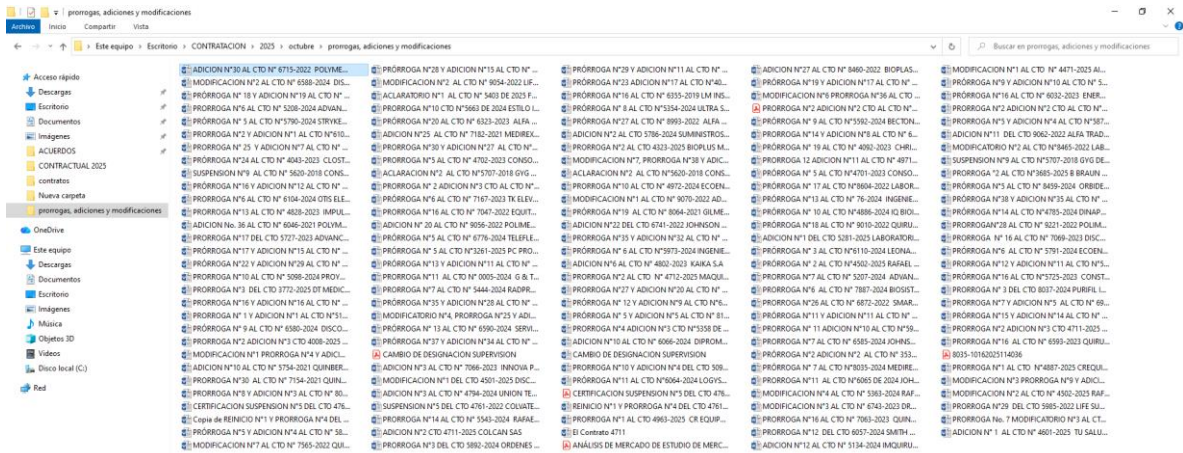 prorrogas, adiciones y modificaciones
Archivo Inicio Compartir Vista
Este equipo > Escritorio > CONTRATACION > 2025 > octubre > prorrogas, adiciones y modificaciones
Buscar en prorrogas, adiciones y modificaciones
Acceso rápido
Descargas
Escritorio
Documentos
Imágenes
ACUERDOS
CONTRACTUAL 2025
contratos
Nueva carpeta
prorrogas, adiciones y modificaciones
OneDrive
Este equipo
Descargas
Documentos
Escritorio
Imágenes
Música
Objetos 3D
Vídeos
Disco local (C:)
Red
ADICION N°30 AL CTO N° 6715-2022 POLYME...
MODIFICACION N°2 AL CTO N° 6588-2024 DIS...
PRÓRROGA N° 18 Y ADICION N°19 AL CTO N° ...
PRÓRROGA N°6 AL CTO N° 5208-2024 ADVAN...
PRÓRROGA N° 5 AL CTO N°5790-2024 STRYKE...
PRORROGA N°2 Y ADICION N°1 AL CTO N°610...
PRÓRROGA N° 25 Y ADICION N°7 AL CTO N° ...
PRÓRROGA N°24 AL CTO N° 4043-2023 CLOST...
SUSPENSION N°9 AL CTO N° 5620-2018 CONS...
PRÓRROGA N°16 Y ADICION N°12 AL CTO N° ...
PRÓRROGA N°6 AL CTO N° 6104-2024 OTIS ELE...
PRÓRROGA N°13 AL CTO N° 4828-2023 IMPUL...
ADICION No. 36 AL CTO N° 6046-2021 POLYM...
PRORROGA N°17 DEL CTO 5727-2023 ADVANC...
PRÓRROGA N°17 Y ADICION N°15 AL CTO N° ...
PRÓRROGA N°22 Y ADICION N°29 AL CTO N° ...
PRORROGA N°10 AL CTO N° 5098-2024 PROY...
PRORROGA N°3 DEL CTO 3772-2025 DT MEDIC...
PRÓRROGA N°16 Y ADICION N°16 AL CTO N° ...
PRÓRROGA N° 1 Y ADICION N°1 AL CTO N°51...
PRÓRROGA N° 9 AL CTO N° 6580-2024 DISCO...
PRORROGA N°2 ADICION N°3 CTO 4008-2025 ...
MODIFICACION N°1 PRORROGA N°4 Y ADICI...
ADICION N°10 AL CTO N° 5754-2021 QUINBER...
PRORROGA N°30 AL CTO N° 7154-2021 QUIN...
PRORROGA N°8 Y ADICION N°3 AL CTO N° 80...
CERTIFICACION SUSPENSION N°5 DEL CTO 476...
Copia de REINICIO N°1 Y PRORROGA N°4 DEL ...
PRÓRROGA N°5 Y ADICION N°4 AL CTO N° 58...
MODIFICACION N°7 AL CTO N° 7565-2022 QUI...
PRÓRROGA N°28 Y ADICION N°15 AL CTO N° ...
MODIFICACION N°2 AL CTO N° 9054-2022 LIF...
ACLARATORIO N°1 AL CTO N° 5403 DE 2025 F...
PRORROGA N°10 CTO N°5663 DE 2024 ESTILO I...
PRÓRROGA N°20 AL CTO N° 6323-2023 ALFA ...
ADICION N°25 AL CTO N° 7182-2021 MEDIREX...
PRÓRROGA N°30 Y ADICION N°27 AL CTO N° ...
PRÓRROGA N°5 AL CTO N° 4702-2023 CONSO...
ACLARACION N°2 AL CTO N°5707-2018 GYG ...
PRÓRROGA N° 2 ADICION N°3 CTO AL CTO N°...
PRÓRROGA N°6 AL CTO N° 7167-2023 TK ELEV...
PRÓRROGA N°16 AL CTO N° 7047-2022 EQUIT...
ADICION N° 20 AL CTO N° 9056-2022 POLIME...
PRÓRROGA N°5 AL CTO N° 6776-2024 TELEFLE...
PRÓRROGA N° 5 AL CTO N°3261-2025 PC PRO...
PRÓRROGA N°13 Y ADICION N°11 AL CTO N° ...
PRORROGA N°11 AL CTO N° 0005-2024 G & T...
PRORROGA N°7 AL CTO N° 5444-2024 RADPR...
PRÓRROGA N°35 Y ADICION N°28 AL CTO N° ...
MODIFICATORIO N°4, PRORROGA N°25 Y ADI...
PRÓRROGA N° 13 AL CTO N° 6590-2024 SERVI...
PRÓRROGA N°37 Y ADICION N°34 AL CTO N° ...
CAMBIO DE DESIGNACION SUPERVISION
ADICION N°3 AL CTO N° 7066-2023 INNOVA P...
MODIFICACION N°1 DEL CTO 4501-2025 DISC...
ADICION N°3 AL CTO N° 4794-2024 UNION TE...
SUSPENSION N°5 DEL CTO 4761-2022 COLVATE...
PRORROGA N°14 AL CTO N° 5543-2024 RAFAE...
ADICION N°2 CTO 4711-2025 COLCAN SAS
PRORROGA N°3 DEL CTO 5892-2024 ORDENES ...
PRÓRROGA N°29 Y ADICION N°11 AL CTO N° ...
PRÓRROGA N°23 ADICION N°17 AL CTO N°40...
PRÓRROGA N°16 AL CTO N° 6355-2019 LM INS...
PRÓRROGA N° 8 AL CTO N°5354-2024 ULTRA S...
PRÓRROGA N°27 AL CTO N° 8993-2022 ALFA ...
ADICION N°2 AL CTO 5786-2024 SUMINISTROS...
PRORROGA N°2 AL CTO 4323-2025 BIOPLUS M...
MODIFICACION N°7, PRORROGA N°38 Y ADIC...
ACLARACION N°2 AL CTO N°5620-2018 CONS...
PRORROGA N°10 AL CTO N° 4972-2024 ECOEN...
MODIFICACION N°1 AL CTO N° 9070-2022 AD...
PRÓRROGA N°19 AL CTO N° 8064-2021 GILME...
ADICION N°22 DEL CTO 6741-2022 JOHNSON ...
PRÓRROGA N°35 Y ADICION N°32 AL CTO N° ...
PRÓRROGA N° 6 AL CTO N°5973-2024 INGENIE...
ADICION N°6 AL CTO N° 4802-2023 KAIKA S.A
PRÓRROGA N°2 AL CTO N° 4712-2025 MAQUI...
PRÓRROGA N°27 Y ADICION N°20 AL CTO N° ...
PRÓRROGA N° 12 Y ADICION N°9 AL CTO N°6...
PRÓRROGA N° 5 Y ADICION N°5 AL CTO N° 81...
PRORROGA N°4 ADICION N°3 CTO N°5358 DE ...
ADICION N°10 AL CTO N° 6066-2024 DIPROM...
CAMBIO DE DESIGNACION SUPERVISION
PRÓRROGA N°10 Y ADICION N°4 DEL CTO 509...
PRÓRROGA N°11 AL CTO N°6064-2024 LOGYS...
CERTIFICACION SUSPENSION N°5 DEL CTO 476...
REINICIO N°1 Y PRORROGA N°4 DEL CTO 4761...
PRÓRROGA N°1 AL CTO 4963-2025 CR EQUIP...
El Contrato 4711
ANÁLISIS DE MERCADO DE ESTUDIO DE MERC...
ADICION N°27 AL CTO N° 8460-2022 BIOPLAS...
PRÓRROGA N°19 Y ADICION N°17 AL CTO N° ...
MODIFICACION N°6 PRORROGA N°36 AL CTO ...
PRORROGA N°2 ADICION N°2 CTO AL CTO N°...
PRÓRROGA N° 9 AL CTO N°5592-2024 BECTON...
PRÓRROGA N°14 Y ADICION N°8 AL CTO N° 6...
PRÓRROGA N° 19 AL CTO N° 4092-2023 CHRI...
PRORROGA 12 ADICION N°11 AL CTO N° 4971...
PRÓRROGA N° 5 AL CTO N°4701-2023 CONSO...
PRÓRROGA N° 17 AL CTO N°8604-2022 LABOR...
PRÓRROGA N°13 AL CTO N° 76-2024 INGENIE...
PRÓRROGA N° 10 AL CTO N°4886-2024 IQ BIOI...
PRÓRROGA N°18 AL CTO N° 9010-2022 QUIRU...
ADICION N°1 DEL CTO 5281-2025 LABORATORI...
PRÓRROGA N° 3 AL CTO N°6110-2024 LEONA...
PRÓRROGA N° 2 AL CTO N°4502-2025 RAFAEL ...
PRÓRROGA N°7 AL CTO N° 5207-2024 ADVAN...
PRÓRROGA N°6 AL CTO N° 7887-2024 BIOSIST...
PRORROGA N°26 AL CTO N° 6872-2022 SMAR...
PRÓRROGA N°11 Y ADICION N°11 AL CTO N° ...
PRÓRROGA N° 11 ADICION N°10 AL CTO N°59...
PRORROGA N°7 AL CTO N° 6585-2024 JOHNS...
PRÓRROGA N°2 ADICION N°2 AL CTO N° 353...
PRÓRROGA N° 7 AL CTO N°8035-2024 MEDIRE...
PRORROGA N°11 AL CTO N°6065 DE 2024 JOH...
MODIFICACION N°4 AL CTO N° 5363-2024 RAF...
MODIFICACION N°3 AL CTO N° 6743-2023 DR...
PRÓRROGA N°16 AL CTO N° 7063-2023 QUIN...
PRORROGA N°12 DEL CTO 6057-2024 SMITH ...
ADICION N°12 AL CTO N° 5134-2024 IMQUIRU...
MODIFICACION N°1 AL CTO N° 4471-2025 AI...
PRÓRROGA N°9 Y ADICION N°10 AL CTO N° 5...
PRÓRROGA N°16 AL CTO N° 6032-2023 ENER...
PRORROGA N°2 ADICION N°2 CTO AL CTO N°...
PRÓRROGA N°5 Y ADICION N°4 AL CTO N°587...
ADICION N°11 DEL CTO 9062-2022 ALFA TRAD...
MODIFICATORIO N°2 AL CTO N°8465-2022 LAB...
SUSPENSION N°9 AL CTO N°5707-2018 GYG DE...
PRORROGA °2 AL CTO N°3685-2025 B BRAUN ...
PRÓRROGA N°5 AL CTO N° 8459-2024 ORBIDE...
PRÓRROGA N°38 Y ADICION N°35 AL CTO N° ...
PRÓRROGA N°14 AL CTO N°4785-2024 DINAP...
PRORROGAN°28 AL CTO N° 9221-2022 POLIM...
PRORROGA N° 16 AL CTO N° 7069-2023 DISC...
PRÓRROGA N°6 AL CTO N° 5791-2024 ECOEN...
PRÓRROGA N°12 Y ADICION N°11 AL CTO N°5...
PRÓRROGA N°16 AL CTO N°5725-2023 CONST...
PRORROGA N° 3 DEL CTO 8037-2024 PURIFIL I...
PRÓRROGA N°7 Y ADICION N°5 AL CTO N° 69...
PRÓRROGA N°15 Y ADICION N°14 AL CTO N° ...
PRORROGA N°2 ADICION N°3 CTO 4711-2025 ...
PRÓRROGA N°16 AL CTO N° 6593-2023 QUIRU...
8035-10162025114036
PRORROGA N°1 AL CTO N°4887-2025 CREQUI...
MODIFICACION N°3 PRORROGA N°9 Y ADICI...
MODIFICACION N°2 AL CTO N° 4502-2025 RAF...
PRORROGA N°29 DEL CTO 5985-2022 LIFE SU...
PRORROGA No. 7 MODIFICATORIO N°3 AL CT...
ADICION N° 1 AL CTO N° 4601-2025 TU SALU...